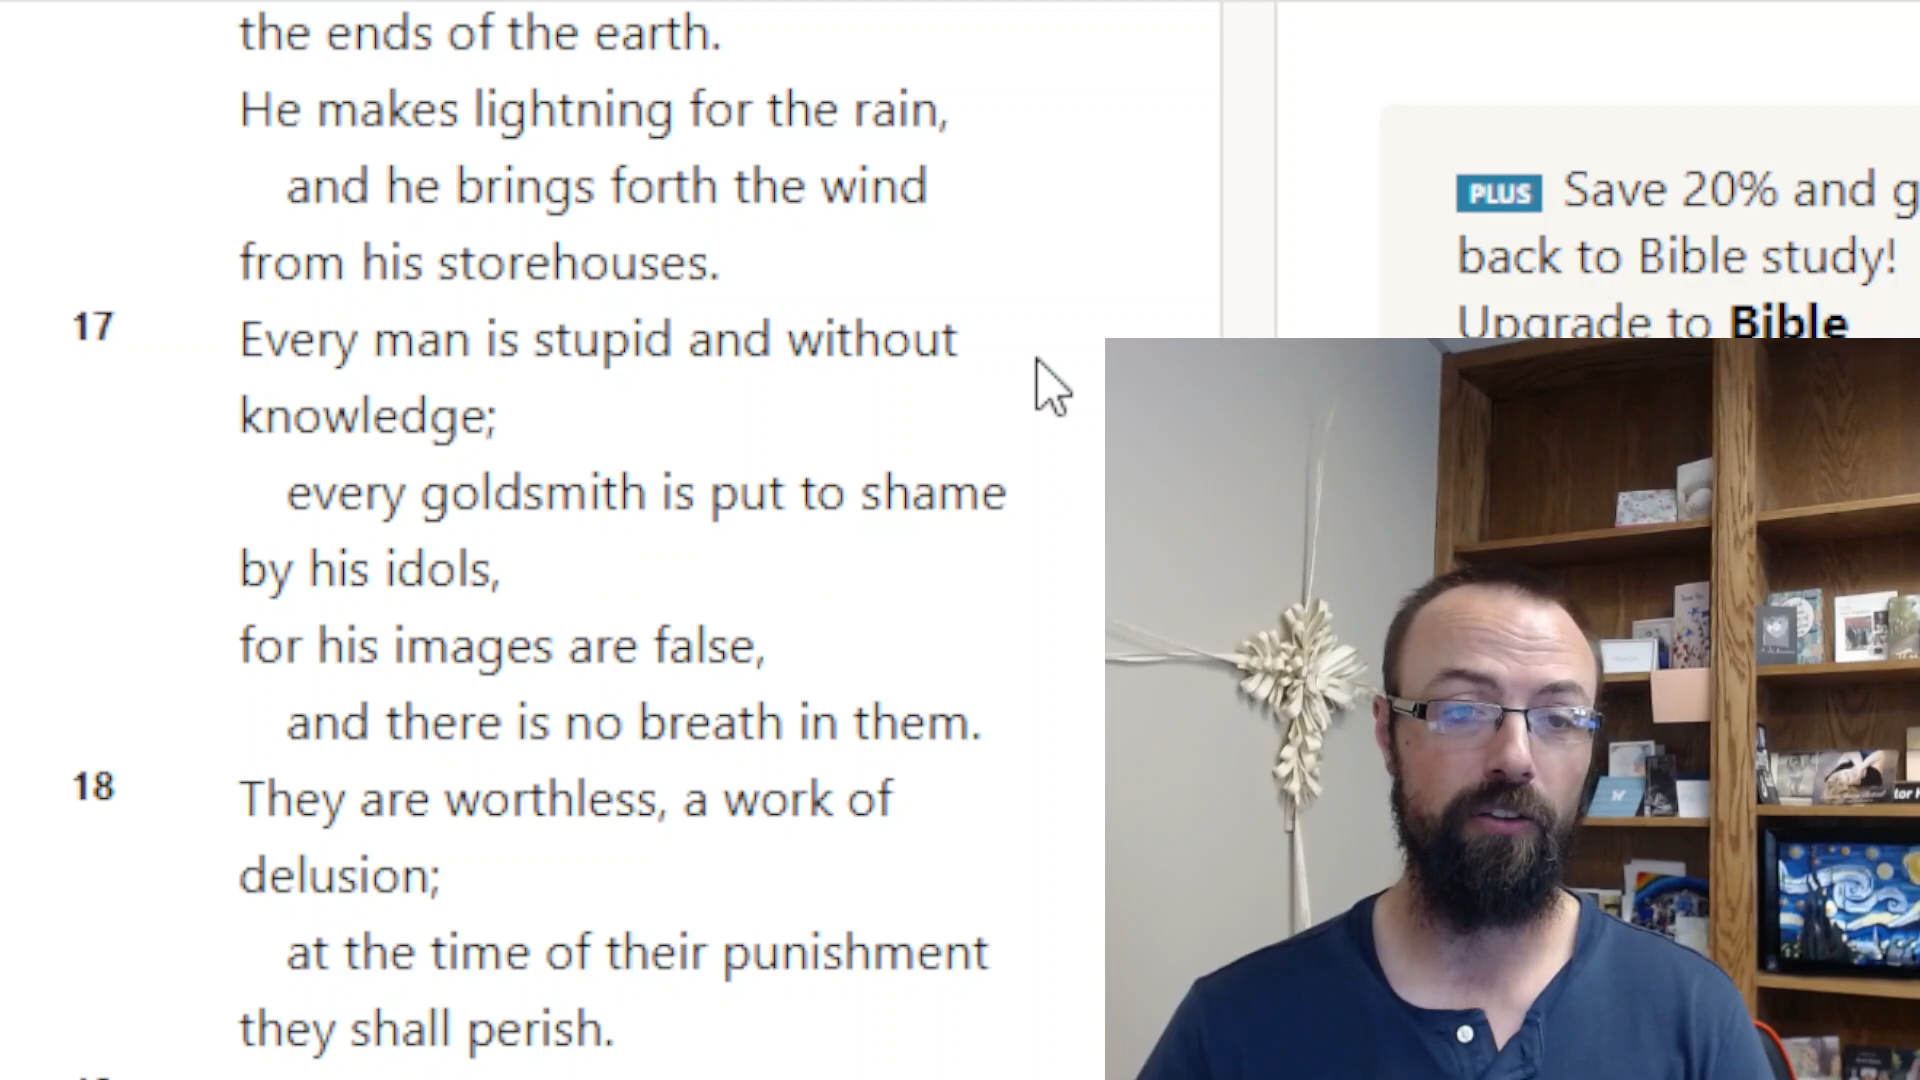 the ends of the earth.
He makes lightning for the rain,
and he brings forth the wind
from his storehouses.
17 Every man is stupid and without
knowledge;
every goldsmith is put to shame
by his idols,
for his images are false,
and there is no breath in them.
18 They are worthless, a work of
delusion;
at the time of their punishment
they shall perish.
PLUS Save 20% and g
back to Bible study!
Upgrade to Bible